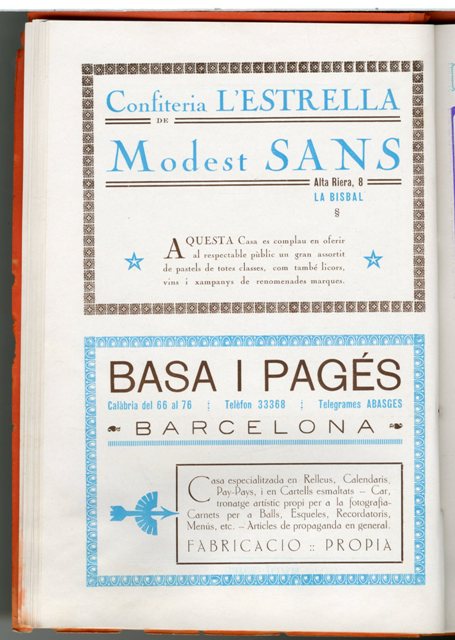 Confiteria L'ESTRELLA
DE
Modest SANS
Alta Riera, 8
LA BISBAL
§
AQUESTA Casa es complau en oferir
al respectable públic un gran assortit
de pastels de totes classes, com també licors,
vins i xampanys de renomenades marques.
BASA I PAGÉS
Calàbria del 66 al 76 ⁝ Telèfon 33368 ⁝ Telegrames ABASGES
BARCELONA
Casa especialitzada en Relleus, Calendaris,
Pay-Pays, i en Cartells esmaltats – Car,
tronatge artístic propi per a la fotografia-
Carnets per a Balls, Esqueles, Recordatoris,
Menús, etc. – Articles de propaganda en general.
FABRICACIO :: PROPIA